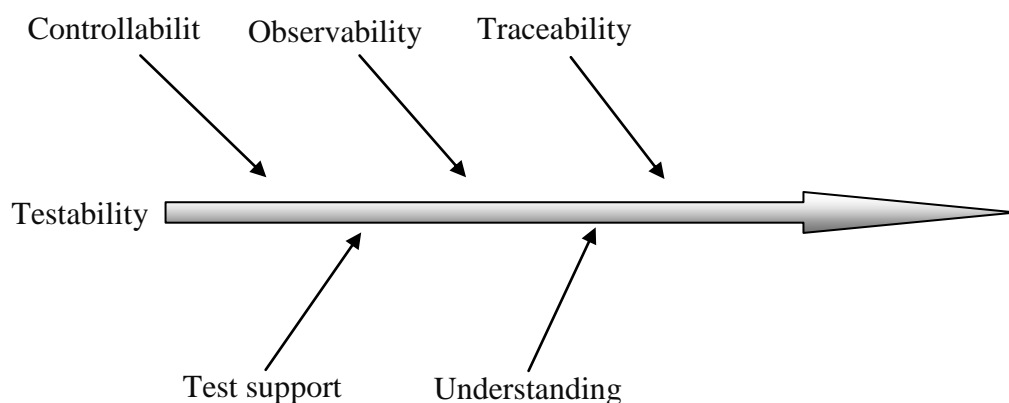 Controllabilit
Observability
Traceability
Testability
Test support
Understanding